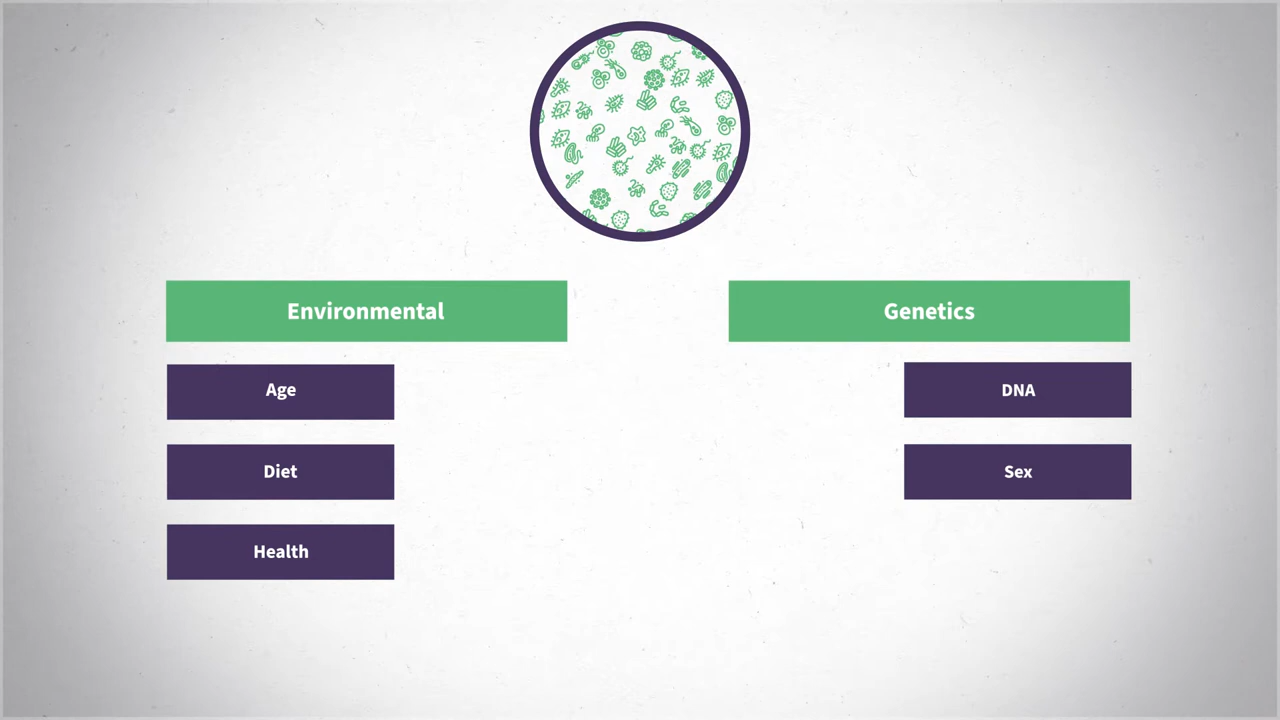 Environmental
Age
Diet
Health
Genetics
DNA
Sex